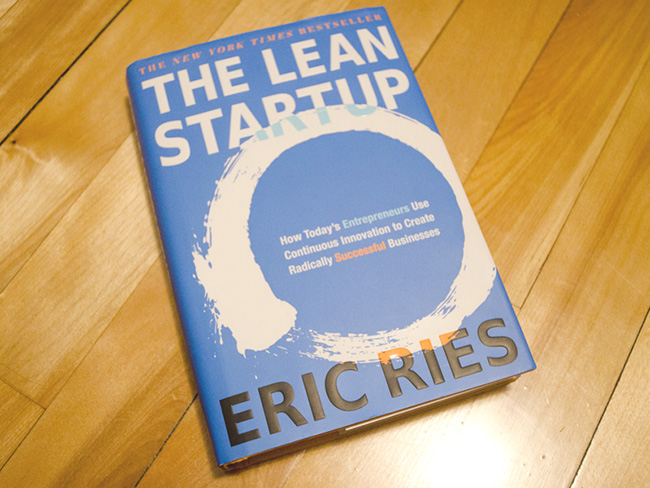 THE NEW YORK TIMES BESTSELLER
THE LEAN
STARTUP
How Today's Entrepreneurs Use
Continuous Innovation to Create
Radically Successful Businesses
ERIC RIES